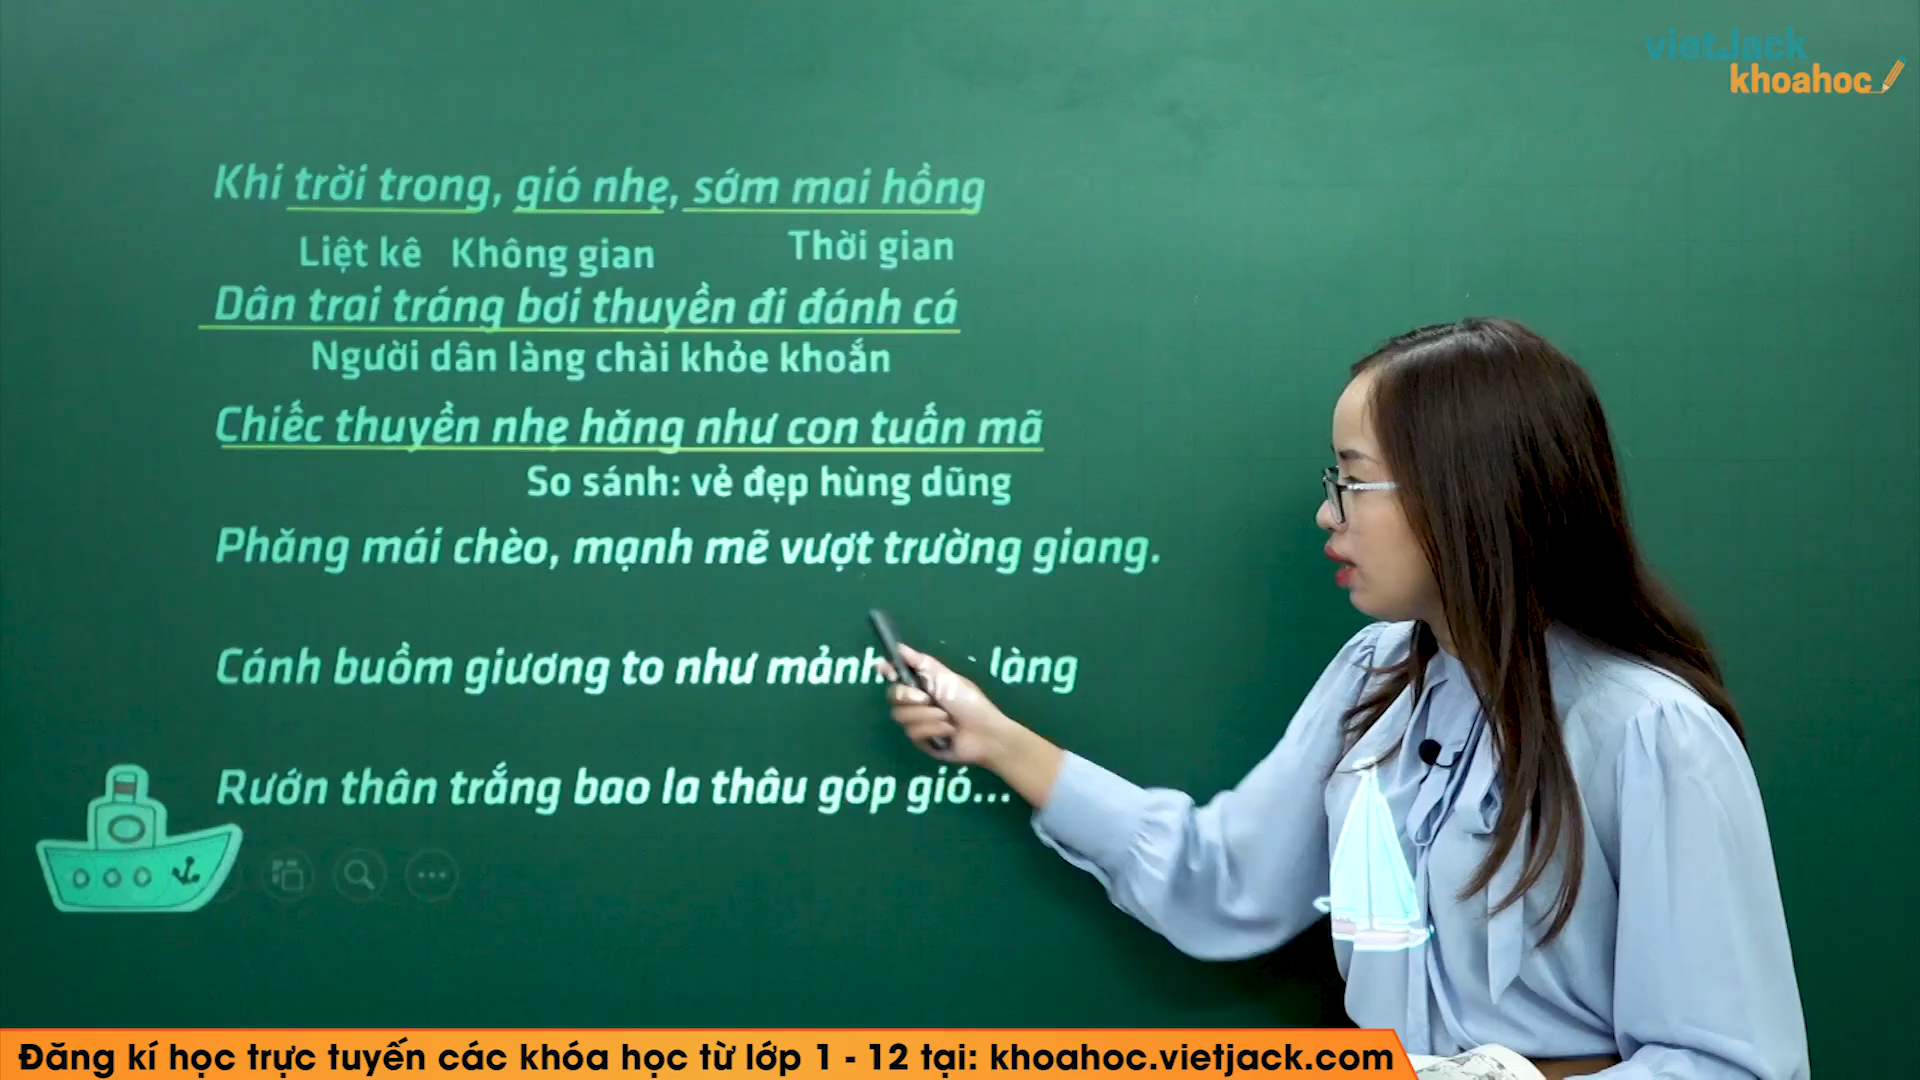 vietJack
khoahoc
Khi trời trong, gió nhẹ, sớm mai hồng
Liệt kê Không gian Thời gian
Dân trai tráng bơi thuyền đi đánh cá
Người dân làng chài khỏe khoắn
Chiếc thuyền nhẹ hăng như con tuấn mã
So sánh: vẻ đẹp hùng dũng
Phăng mái chèo, mạnh mẽ vượt trường giang.
Cánh buồm giương to như mảnh làng
Rướn thân trắng bao la thâu góp gió...
Đăng kí học trực tuyến các khóa học từ lớp 1 - 12 tại: khoahoc.vietjack.com